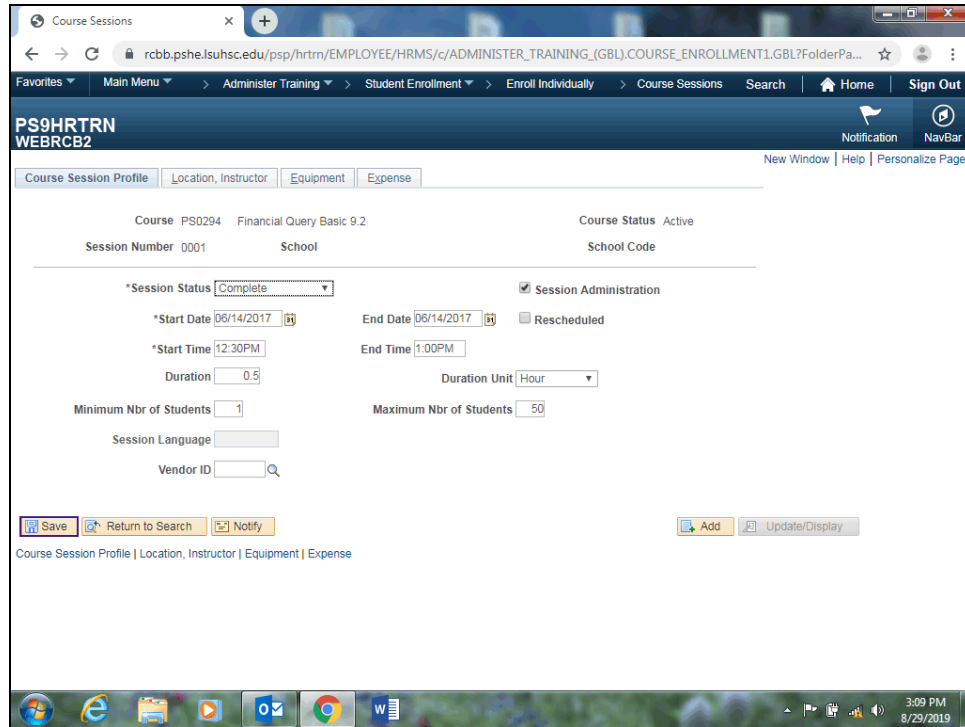 Course Sessions
rcbb.pshe.lsuhsc.edu/psp/hrtrn/EMPLOYEE/HRMS/c/ADMINISTER_TRAINING_(GBL).COURSE_ENROLLMENT1.GBL?FolderPa...
Favorites Main Menu > Administer Training > Student Enrollment > Enroll Individually > Course Sessions Search Home Sign Out
PS9HRTRN
WEBRCB2
Notification NavBar
New Window | Help | Personalize Page
Course Session Profile Location, Instructor Equipment Expense
Course PS0294 Financial Query Basic 9.2 Course Status Active
Session Number 0001 School School Code
*Session Status Complete Session Administration
*Start Date 06/14/2017 End Date 06/14/2017 Rescheduled
*Start Time 12:30PM End Time 1:00PM
Duration 0.5 Duration Unit Hour
Minimum Nbr of Students 1 Maximum Nbr of Students 50
Session Language
Vendor ID
Save Return to Search Notify Add Update/Display
Course Session Profile | Location, Instructor | Equipment | Expense
3:09 PM
8/29/2019